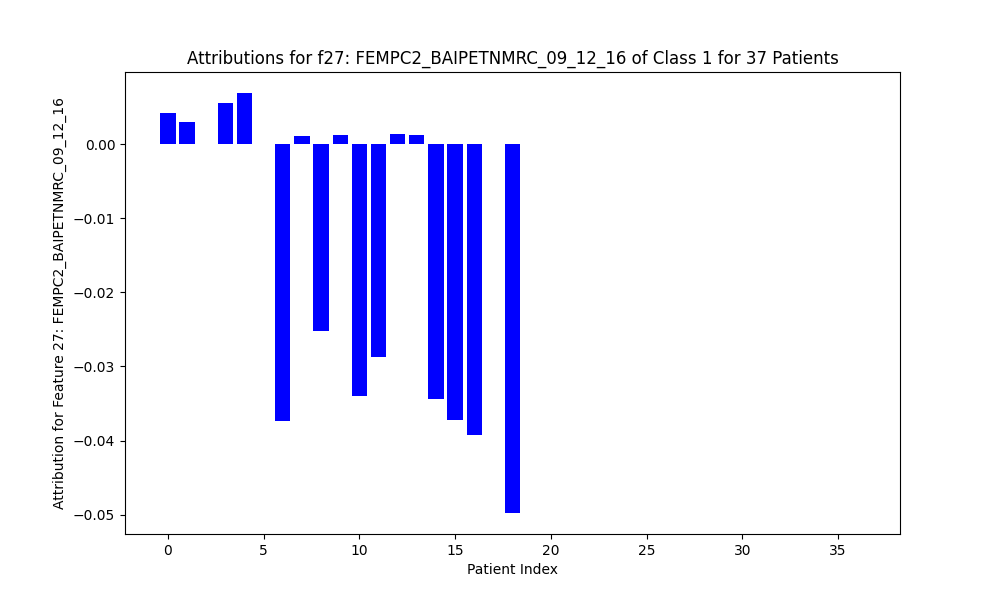 Attributions for f27: FEMPC2_BAIPETNMRC_09_12_16 of Class 1 for 37 Patients
Attribution for Feature 27: FEMPC2_BAIPETNMRC_09_12_16
0.00
−0.01
−0.02
−0.03
−0.04
−0.05
0 5 10 15 20 25 30 35
Patient Index